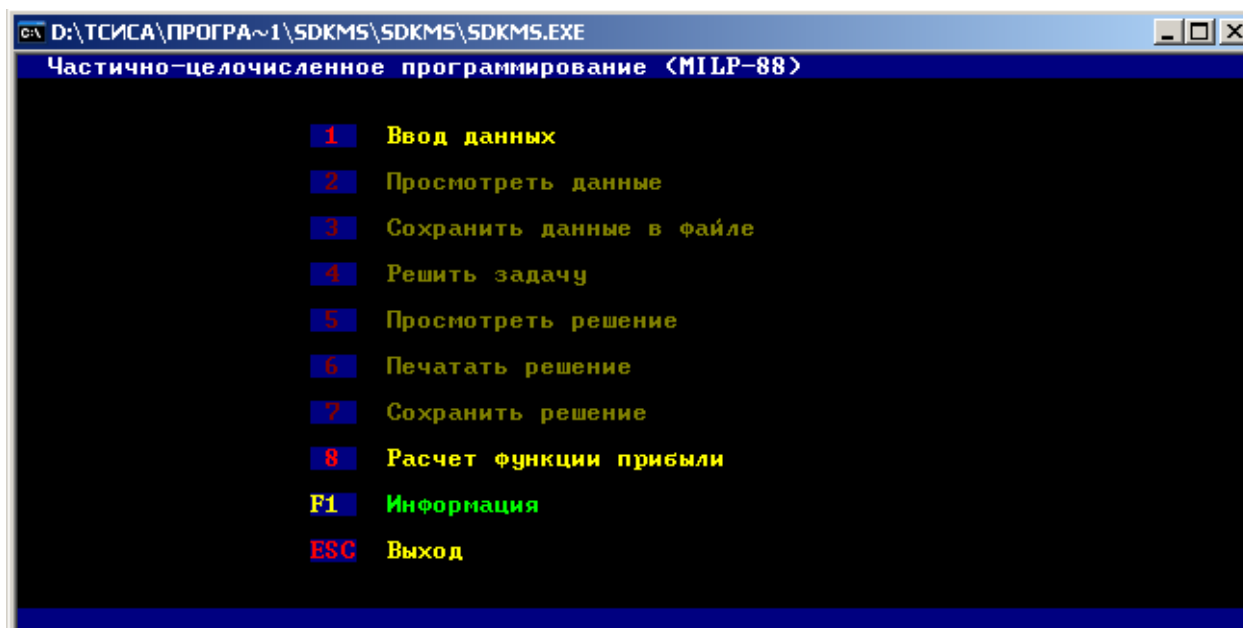 D:\ТСИСА\ПРОГРА~1\SDKMS\SDKMS\SDKMS.EXE
Частично-целочисленное программирование (MILP-88)
1 Ввод данных
2 Просмотреть данные
3 Сохранить данные в файле
4 Решить задачу
5 Просмотреть решение
6 Печатать решение
7 Сохранить решение
8 Расчет функции прибыли
F1 Информация
ESC Выход